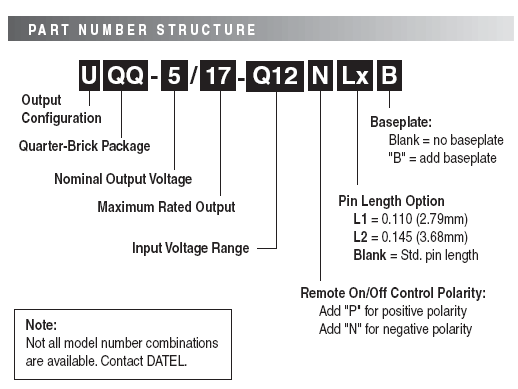 PART NUMBER STRUCTURE
U QQ - 5 / 17 - Q12 N Lx B
Output
Configuration
Quarter-Brick Package
Nominal Output Voltage
Maximum Rated Output
Input Voltage Range
Baseplate:
Blank = no baseplate
"B" = add baseplate
Pin Length Option
L1 = 0.110 (2.79mm)
L2 = 0.145 (3.68mm)
Blank = Std. pin length
Remote On/Off Control Polarity:
Add "P" for positive polarity
Add "N" for negative polarity
Note:
Not all model number combinations
are available. Contact DATEL.